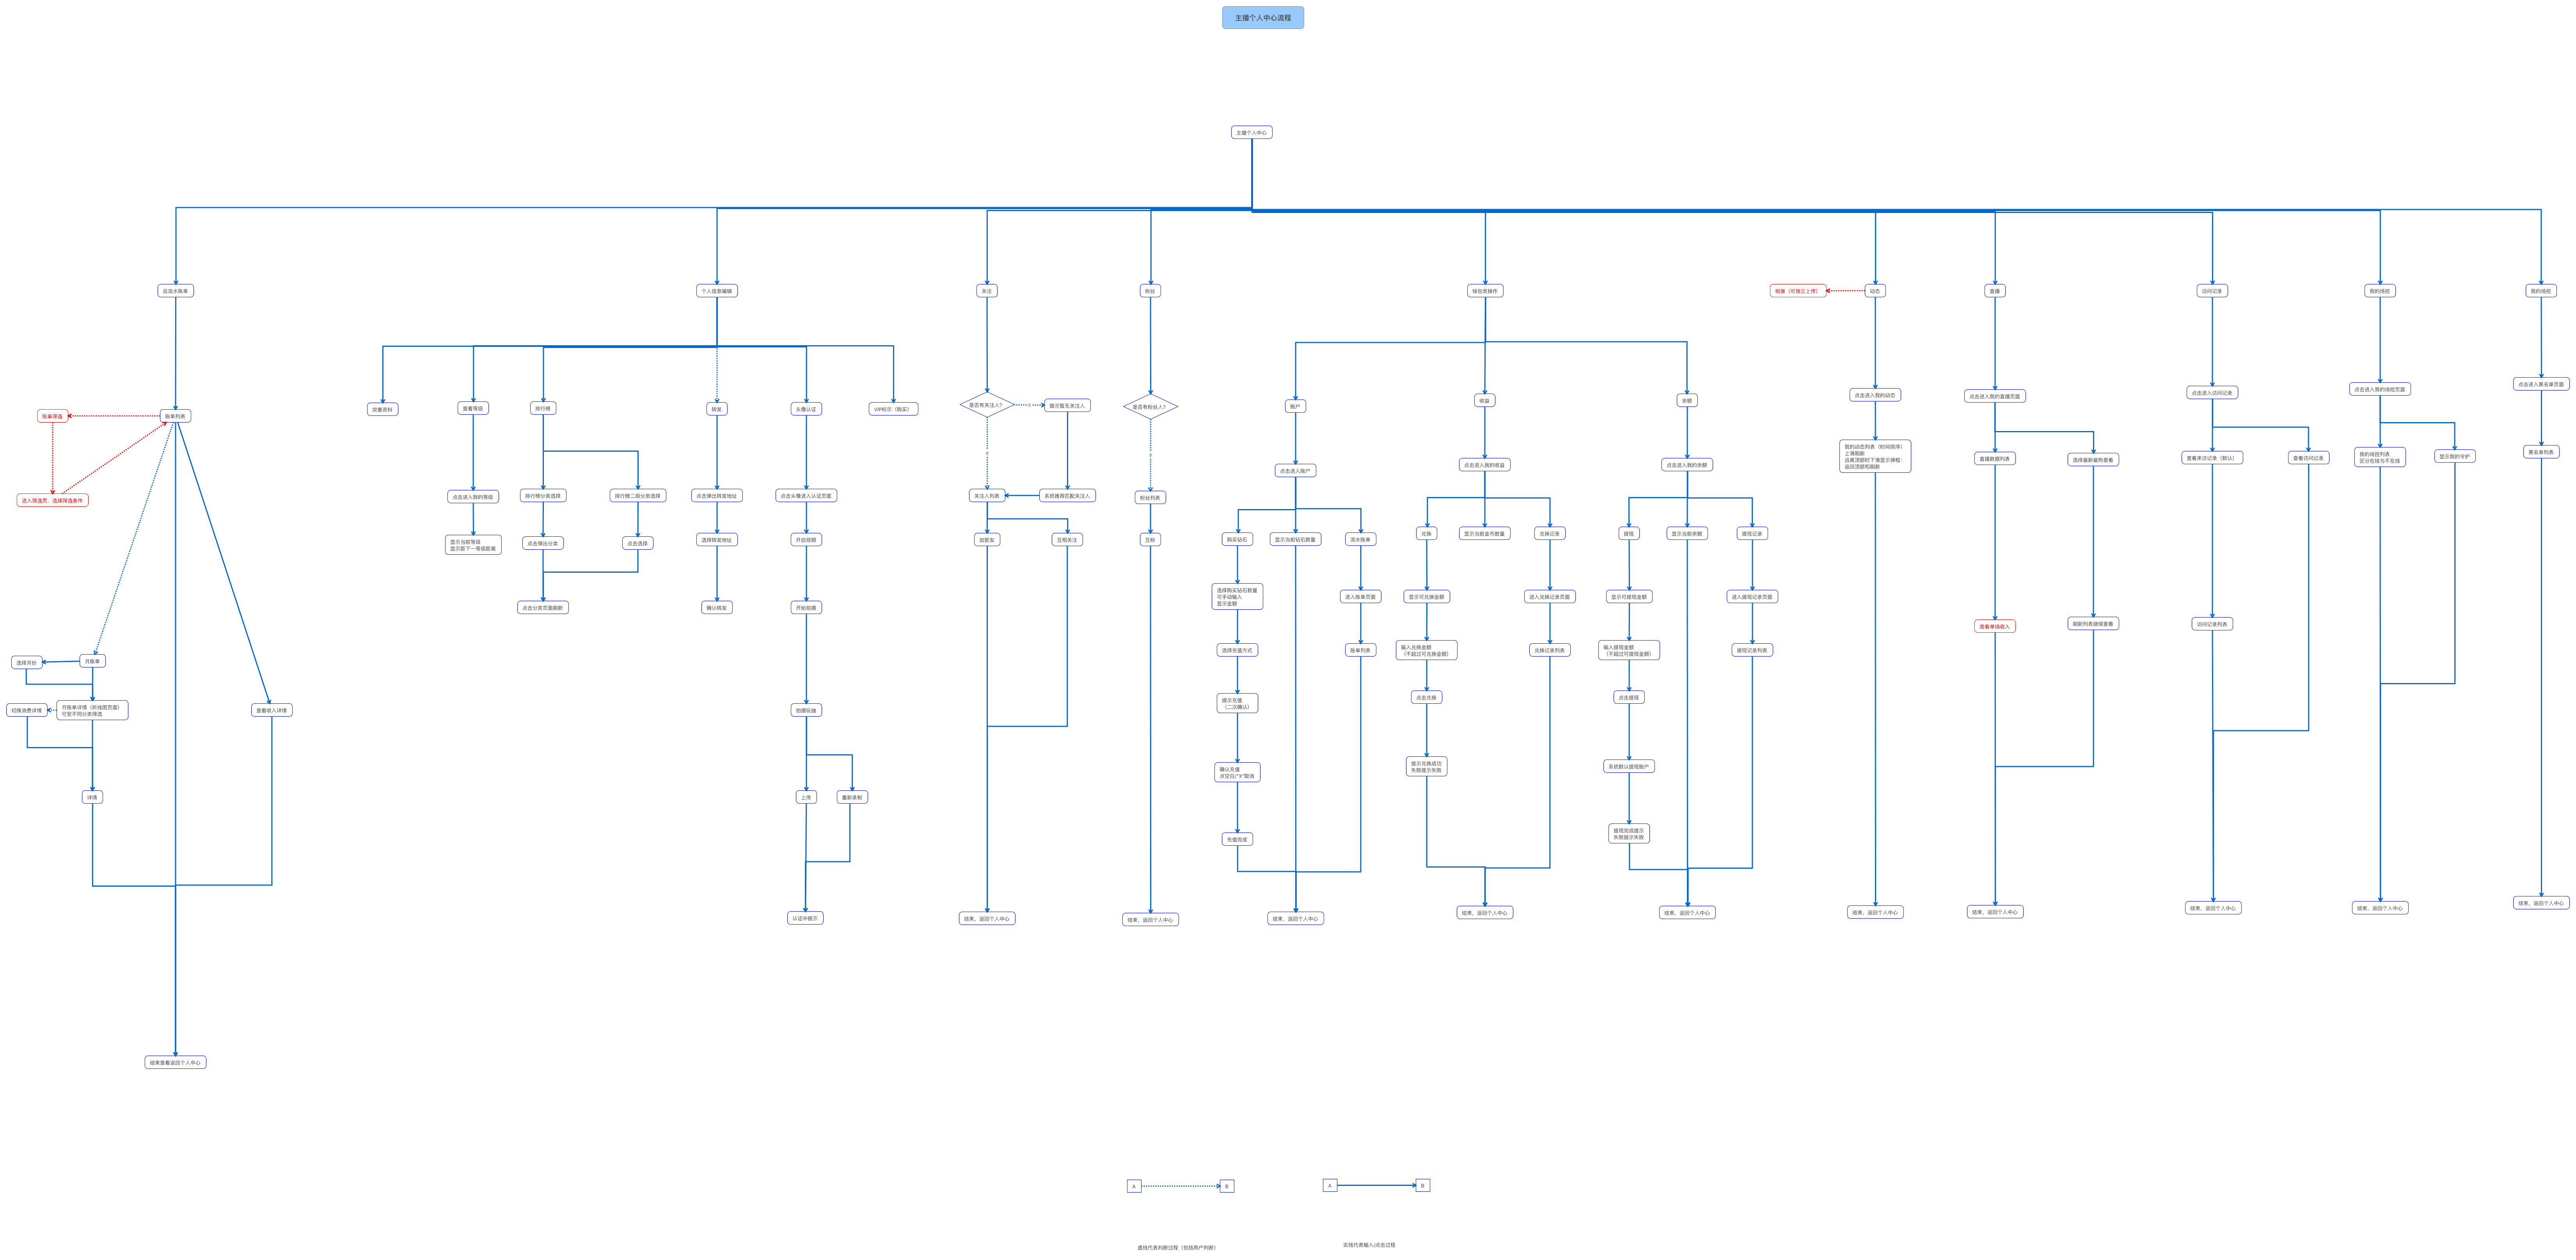 主播个人中心流程
主播个人中心
总流水账单
个人信息编辑
关注
粉丝
钱包类操作
相册（可独立上传）
动态
直播
访问记录
我的场控
我的场控
账单筛选
账单列表
进入筛选页，选择筛选条件
选择月份
月账单
切换消费详情
月账单详情（折线图页面）
可安不同分类筛选
查看收入详情
详情
结束查看返回个人中心
完善资料
查看等级
排行榜
转发
头像认证
VIP标示（购买）
点击进入我的等级
排行榜分类选择
排行榜二级分类选择
点击弹出转发地址
点击头像进入认证页面
显示当前等级
显示距下一等级距离
点击弹出分类
点击选择
选择转发地址
开启视频
点击分类页面刷新
确认转发
开始拍摄
拍摄玩抽
上传
重新录制
认证中提示
是否有关注人?
提示暂无关注人
关注人列表
系统推荐匹配关注人
加密友
互相关注
结束，返回个人中心
是否有粉丝人?
粉丝列表
互粉
结束，返回个人中心
账户
收益
余额
点击进入账户
点击进入我的收益
点击进入我的余额
购买钻石
显示当前钻石数量
流水账单
选择购买钻石数量
可手动输入
显示金额
进入账单页面
选择充值方式
账单列表
提示充值
（二次确认）
确认充值
点空白/“X”取消
充值完成
结束，返回个人中心
兑换
显示当前金币数量
兑换记录
显示可兑换金额
进入兑换记录页面
输入兑换金额
（不超过可兑换金额）
兑换记录列表
点击兑换
提示兑换成功
失败提示失败
结束，返回个人中心
提现
显示当前余额
提现记录
显示可提现金额
进入提现记录页面
输入提现金额
（不超过可提现金额）
提现记录列表
点击提现
系统默认提现账户
提现完成提示
失败提示失败
结束，返回个人中心
点击进入我的动态
我的动态列表（时间排序）
上滑刷新
远离顶部时下滑显示弹框：
返回顶部和刷新
结束，返回个人中心
点击进入我的直播页面
直播数据列表
选择最新最热查看
查看单场收入
刷新列表继续查看
结束，返回个人中心
点击进入访问记录
查看来访记录（默认）
查看访问记录
访问记录列表
结束，返回个人中心
点击进入我的场控页面
我的场控列表
区分在线与不在线
显示我的守护
结束，返回个人中心
点击进入黑名单页面
黑名单列表
结束，返回个人中心
A
B
A
B
虚线代表判断过程（包括用户判断）
实线代表输入/点击过程